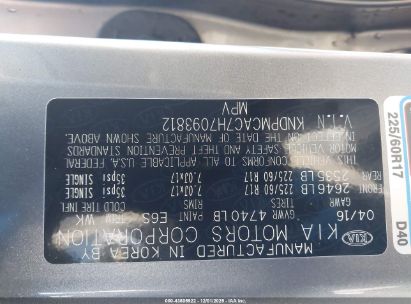 MANUFACTURED IN KOREA BY
KIA MOTORS CORPORATION
04/16 GVWR 4740LB PAINT EBS TRIM WK
GAWR TIRES RIMS COLD TIRE INFL
FRONT 2646LB 225/60 R17 7.0Jx17 35psi SINGLE
REAR 2535LB 225/60 R17 7.0Jx17 35psi SINGLE
THIS VEHICLE CONFORMS TO ALL APPLICABLE U.S.A. FEDERAL
MOTOR VEHICLE SAFETY AND THEFT PREVENTION STANDARDS
IN EFFECT ON THE DATE OF MANUFACTURE SHOWN ABOVE.
V.I.N KNDPMCAC7H7093812
MPV
225/60R17
D40